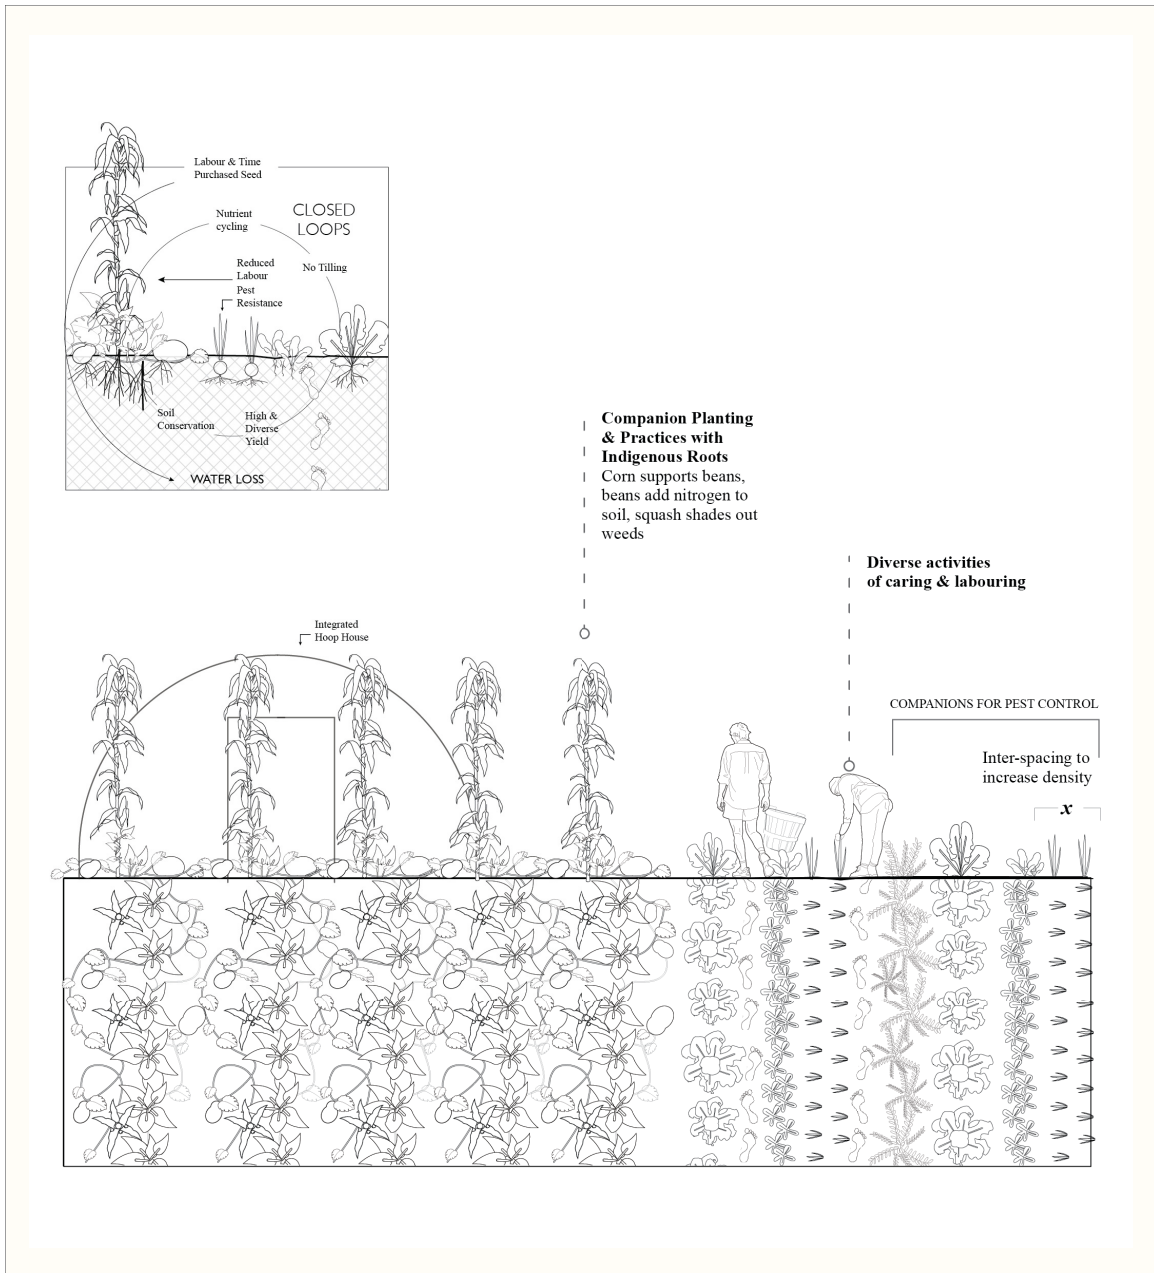 Labour & Time
Purchased Seed
Nutrient
cycling
CLOSED
LOOPS
Reduced
Labour
No Tilling
Pest
Resistance
Soil
Conservation
High &
Diverse
Yield
WATER LOSS
Companion Planting
& Practices with
Indigenous Roots
Corn supports beans,
beans add nitrogen to
soil, squash shades out
weeds
Diverse activities
of caring & labouring
Integrated
Hoop House
COMPANIONS FOR PEST CONTROL
Inter-spacing to
increase density
x